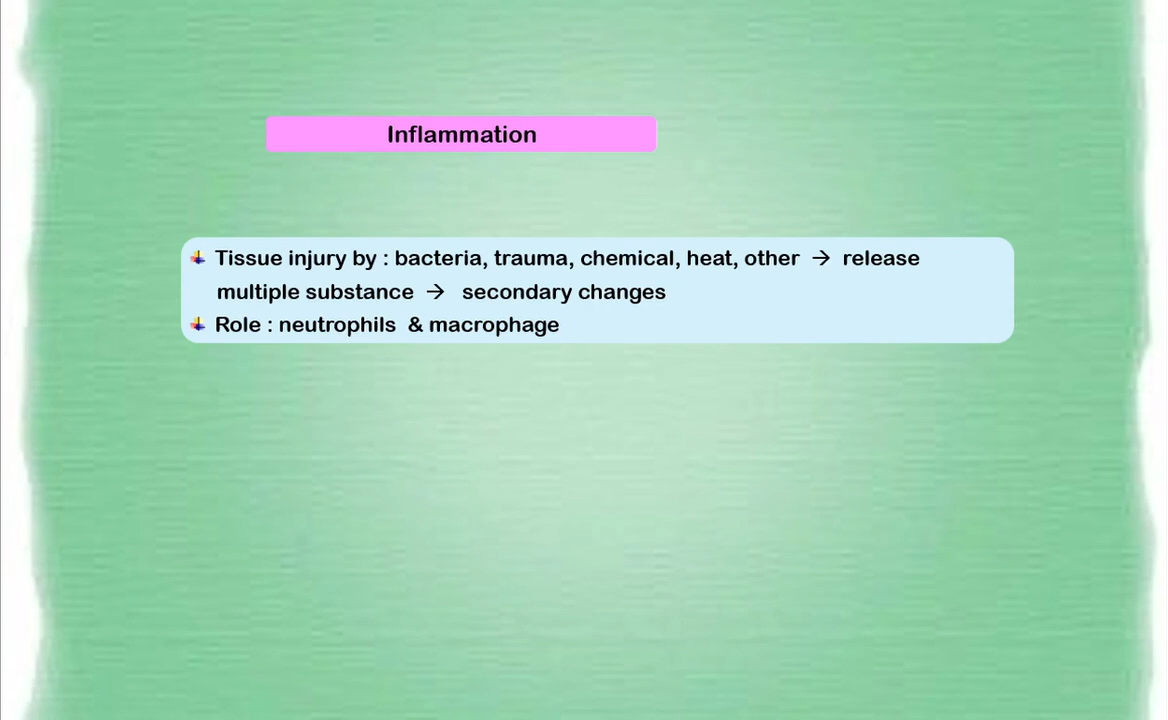 Inflammation
Tissue injury by : bacteria, trauma, chemical, heat, other → release
multiple substance → secondary changes
Role : neutrophils & macrophage